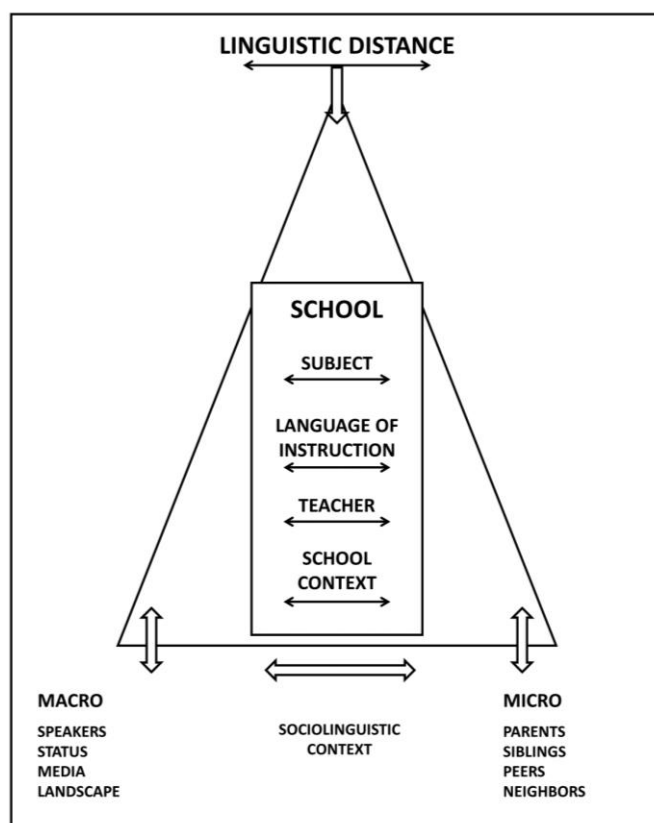 LINGUISTIC DISTANCE
SCHOOL
SUBJECT
LANGUAGE OF
INSTRUCTION
TEACHER
SCHOOL
CONTEXT
MACRO
SPEAKERS
STATUS
MEDIA
LANDSCAPE
SOCIOLINGUISTIC
CONTEXT
MICRO
PARENTS
SIBLINGS
PEERS
NEIGHBORS